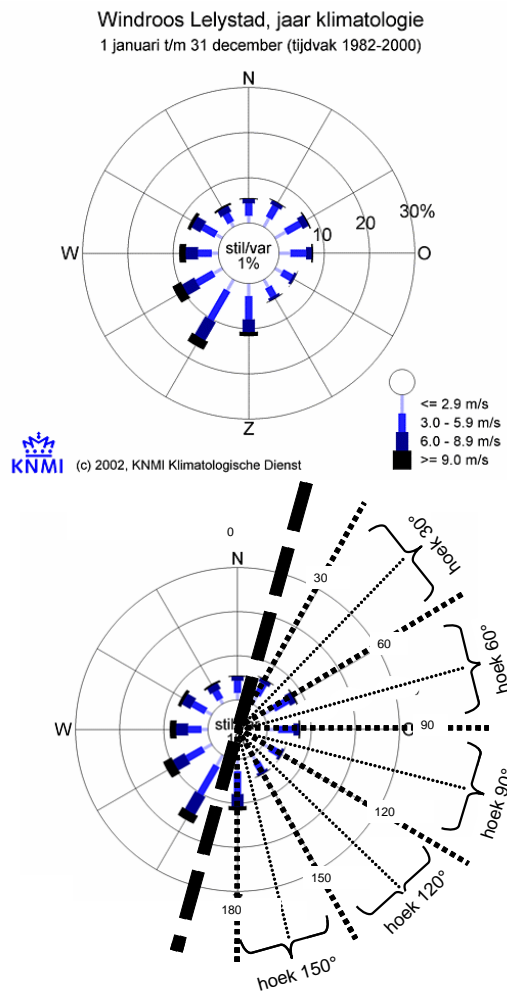 Windroos Lelystad, jaar klimatologie
1 januari t/m 31 december (tijdvak 1982-2000)
N
30%
20
10
stil/var
1%
W
O
Z
<= 2.9 m/s
3.0 - 5.9 m/s
6.0 - 8.9 m/s
>= 9.0 m/s
KNMI
(c) 2002, KNMI Klimatologische Dienst
0
N
30
hoek 30°
60
hoek 60°
W
90
hoek 90°
120
hoek 120°
150
180
hoek 150°